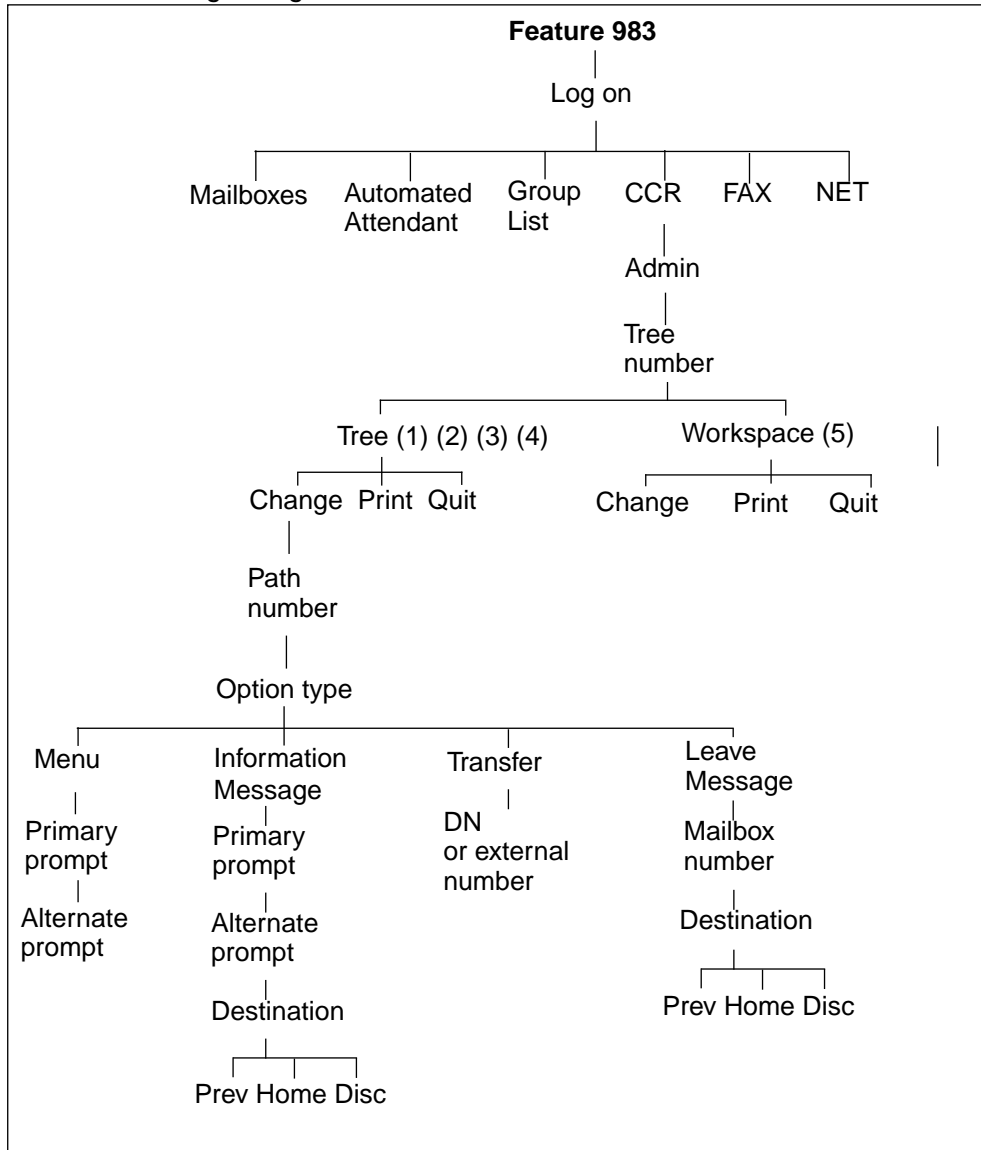 Feature 983
Log on
Mailboxes
Automated
Attendant
Group
List
CCR
FAX
NET
Admin
Tree
number
Tree (1) (2) (3) (4)
Workspace (5)
Change Print Quit
Change Print Quit
Path
number
Option type
Menu
Information
Message
Transfer
Leave
Message
Primary
prompt
Primary
prompt
DN
or external
number
Mailbox
number
Alternate
prompt
Alternate
prompt
Destination
Destination
Prev Home Disc
Prev Home Disc